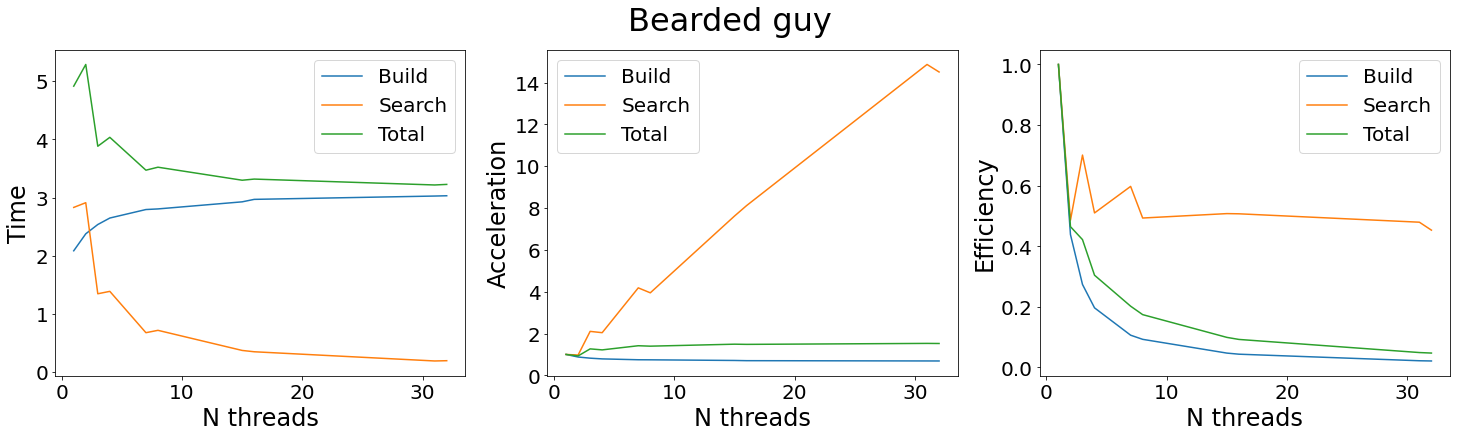 Bearded guy
Time
5
4
3
2
1
0
0 10 20 30
N threads
Build
Search
Total
Acceleration
14
12
10
8
6
4
2
0
0 10 20 30
N threads
Build
Search
Total
Efficiency
1.0
0.8
0.6
0.4
0.2
0.0
0 10 20 30
N threads
Build
Search
Total